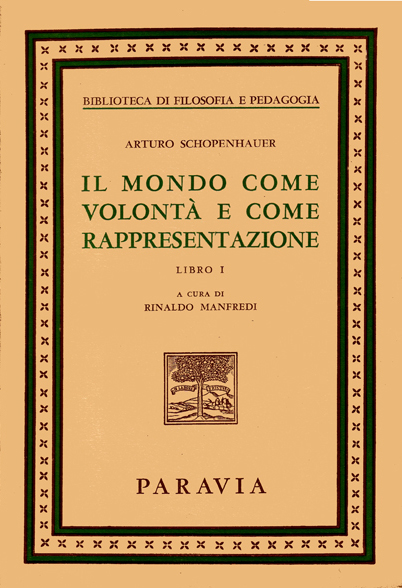 BIBLIOTECA DI FILOSOFIA E PEDAGOGIA
ARTURO SCHOPENHAUER
IL MONDO COME
VOLONTÀ E COME
RAPPRESENTAZIONE
LIBRO I
A CURA DI
RINALDO MANFREDI
PARAVIA